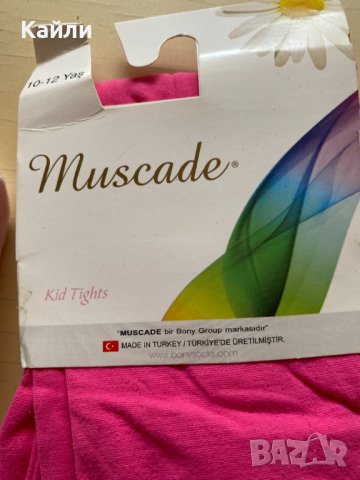 Кайли
10-12 Yaş
Muscade®
Kid Tights
"MUSCADE bir Bony Group markasıdır"
MADE IN TURKEY / TÜRKİYE'DE ÜRETİLMİŞTİR.
www.bonysocks.com
BAZAR